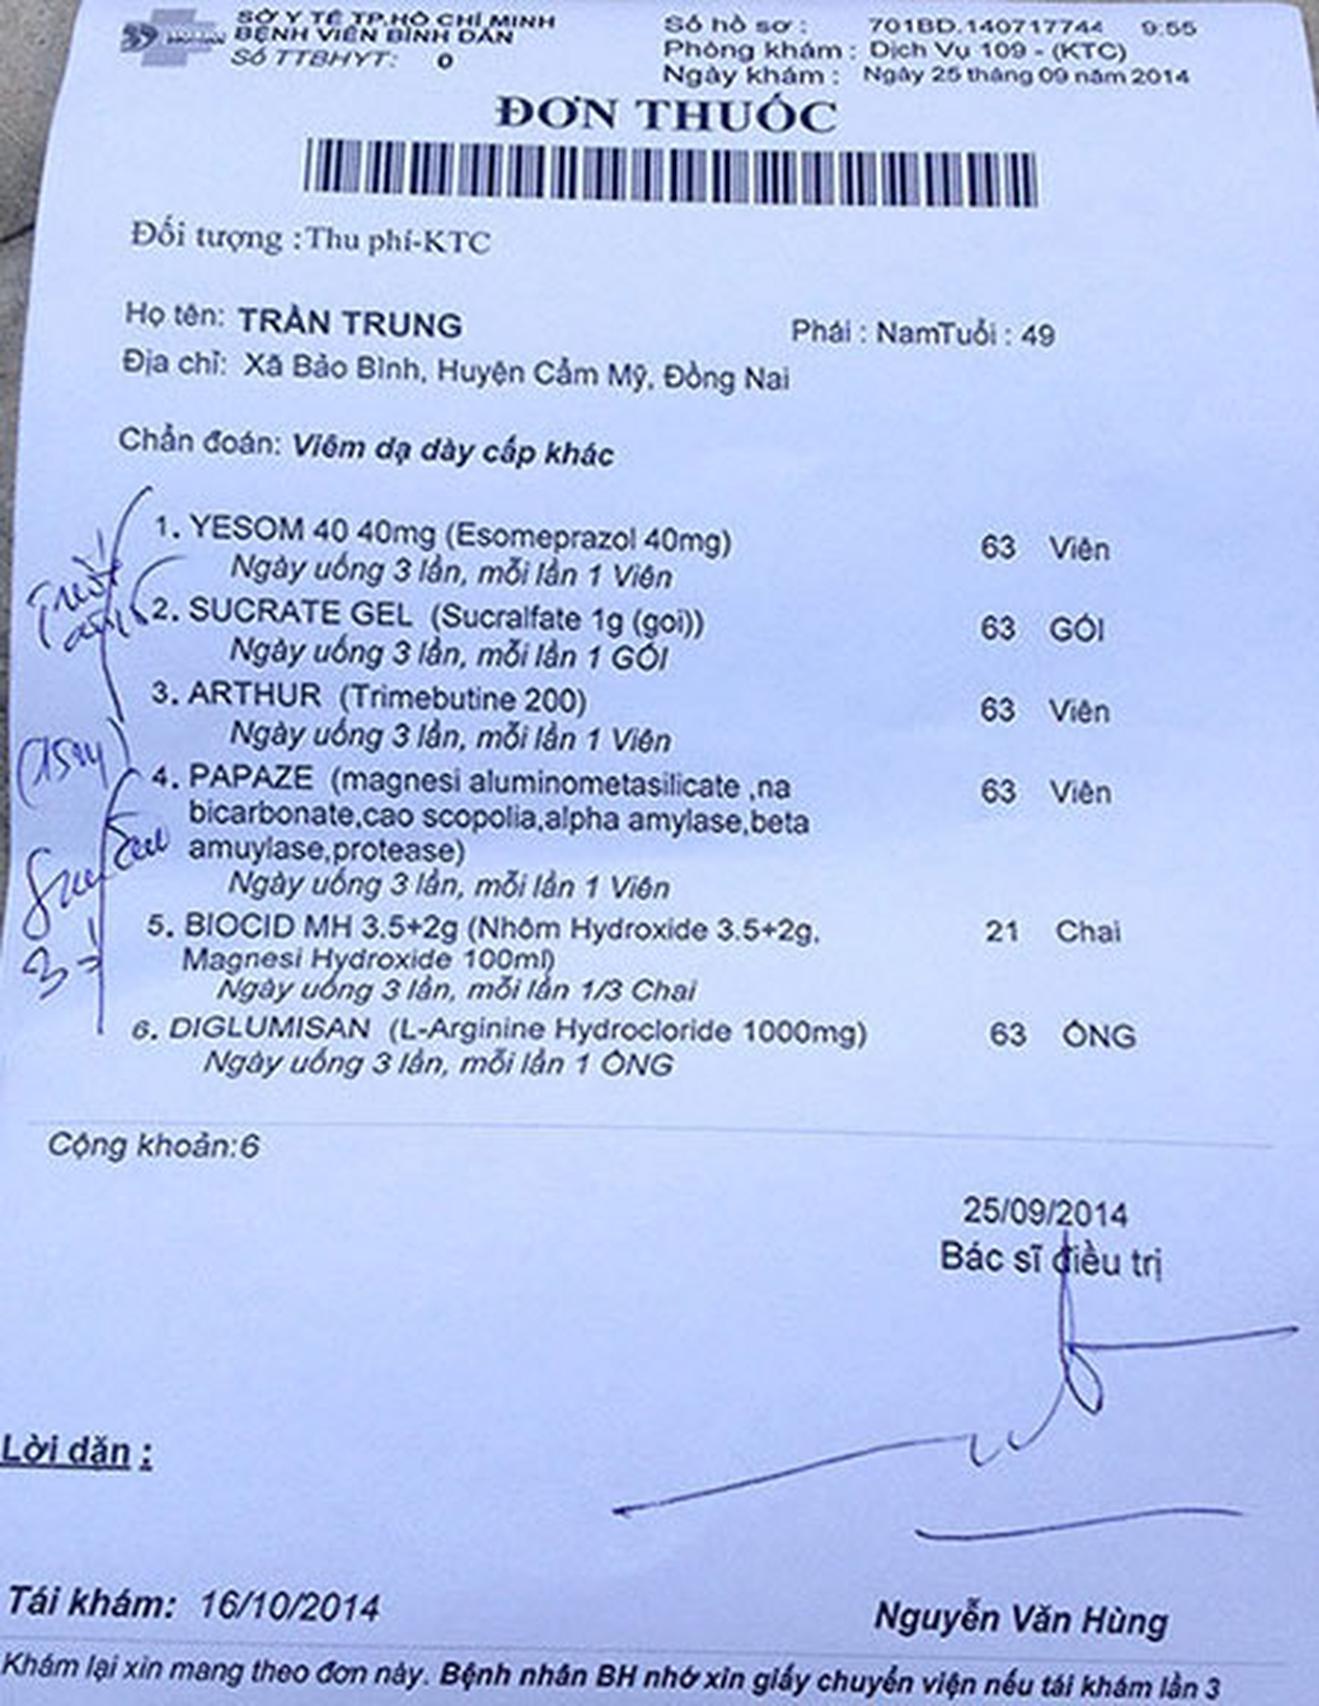 SỞ Y TẾ TP.HỒ CHÍ MINH
BỆNH VIỆN BÌNH DÂN
Số TTBHYT: 0
Số hồ sơ : 701BD.140717744 9:55
Phòng khám : Dịch Vụ 109 - (KTC)
Ngày khám : Ngày 25 tháng 09 năm 2014
ĐƠN THUỐC
Đối tượng :Thu phí-KTC
Họ tên: TRẦN TRUNG Phái : NamTuổi : 49
Địa chỉ: Xã Bảo Bình, Huyện Cẩm Mỹ, Đồng Nai
Chẩn đoán: Viêm dạ dày cấp khác
1. YESOM 40 40mg (Esomeprazol 40mg) 63 Viên
Ngày uống 3 lần, mỗi lần 1 Viên
2. SUCRATE GEL (Sucralfate 1g (goi)) 63 GÓI
Ngày uống 3 lần, mỗi lần 1 GÓI
3. ARTHUR (Trimebutine 200) 63 Viên
Ngày uống 3 lần, mỗi lần 1 Viên
4. PAPAZE (magnesi aluminometasilicate ,na 63 Viên
bicarbonate,cao scopolia,alpha amylase,beta
amuylase,protease)
Ngày uống 3 lần, mỗi lần 1 Viên
5. BIOCID MH 3.5+2g (Nhôm Hydroxide 3.5+2g, 21 Chai
Magnesi Hydroxide 100ml)
Ngày uống 3 lần, mỗi lần 1/3 Chai
6. DIGLUMISAN (L-Arginine Hydrocloride 1000mg) 63 ỐNG
Ngày uống 3 lần, mỗi lần 1 ỐNG
Cộng khoản:6
25/09/2014
Bác sĩ điều trị
Lời dặn :
Tái khám: 16/10/2014
Nguyễn Văn Hùng
Khám lại xin mang theo đơn này. Bệnh nhân BH nhớ xin giấy chuyển viện nếu tái khám lần 3